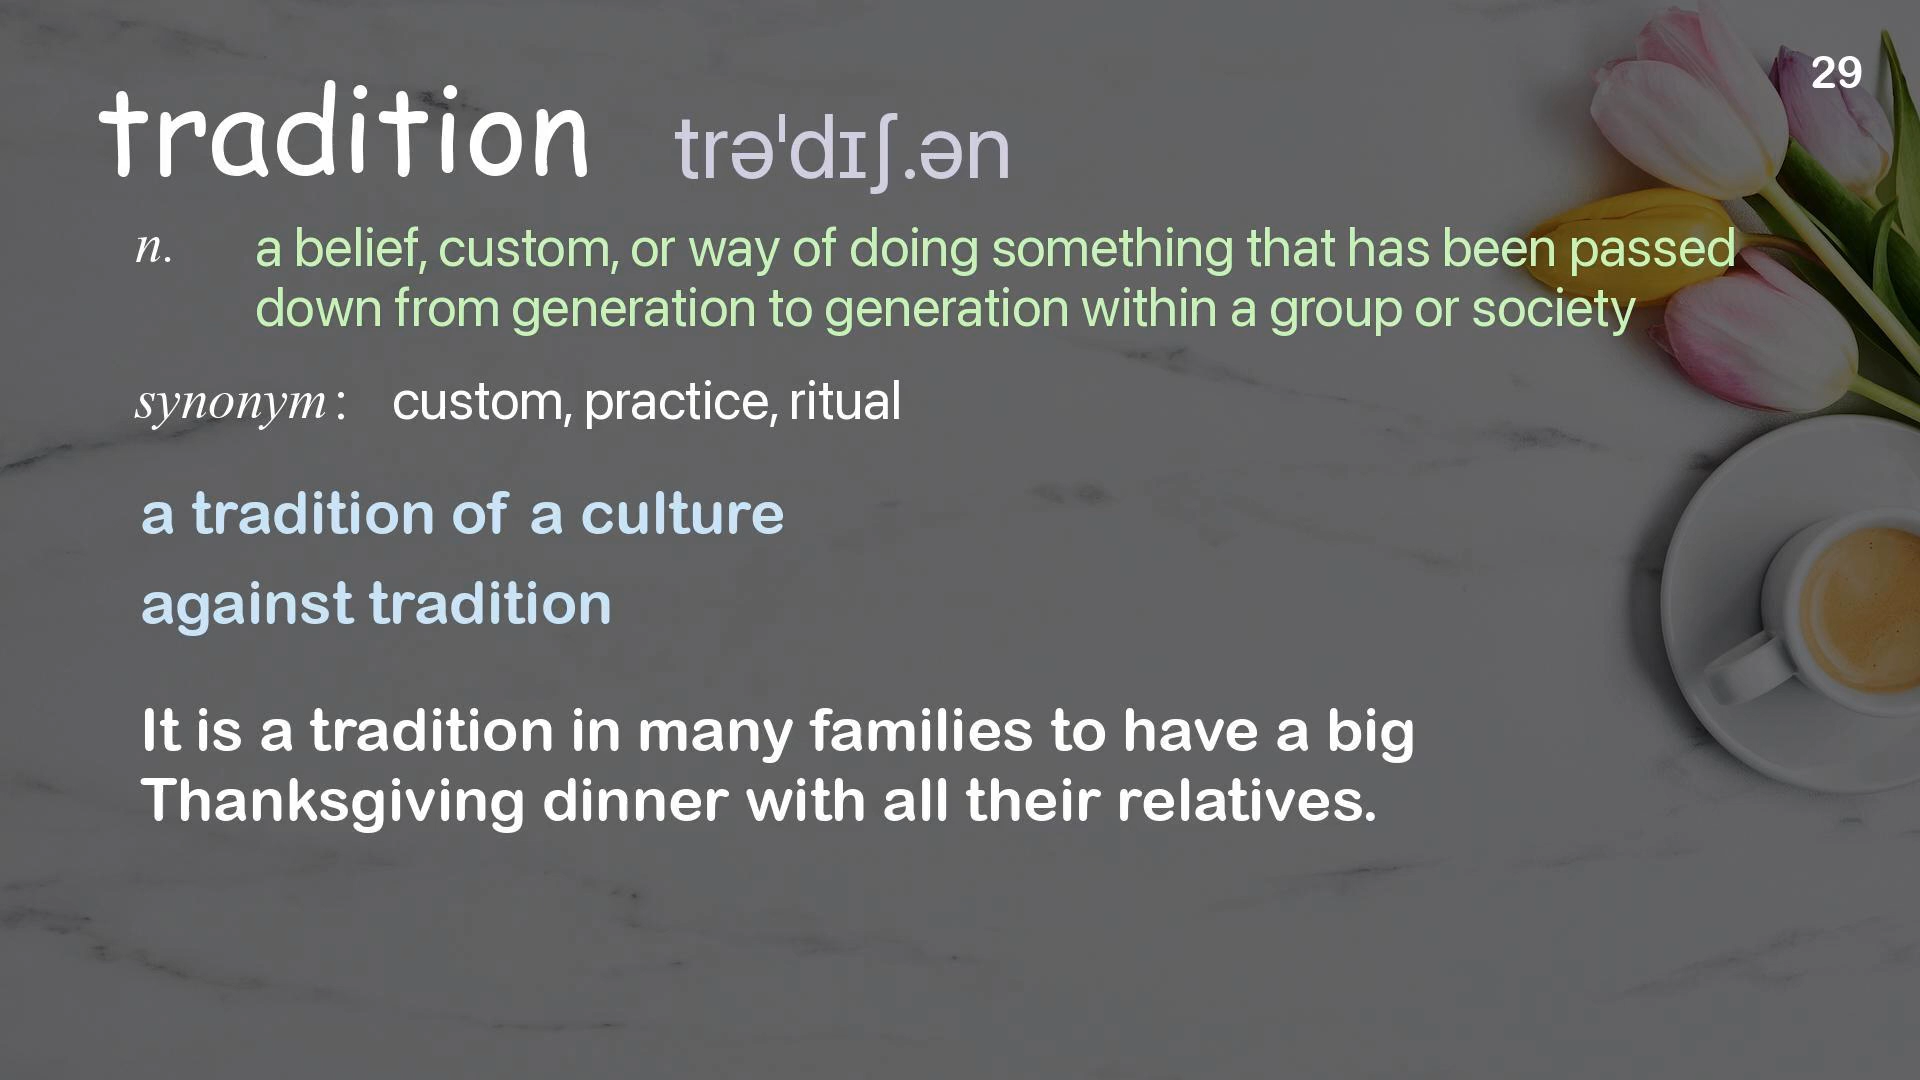 29
tradition trəˈdɪʃ.ən
n. a belief, custom, or way of doing something that has been passed
down from generation to generation within a group or society
synonym: custom, practice, ritual
a tradition of a culture
against tradition
It is a tradition in many families to have a big
Thanksgiving dinner with all their relatives.